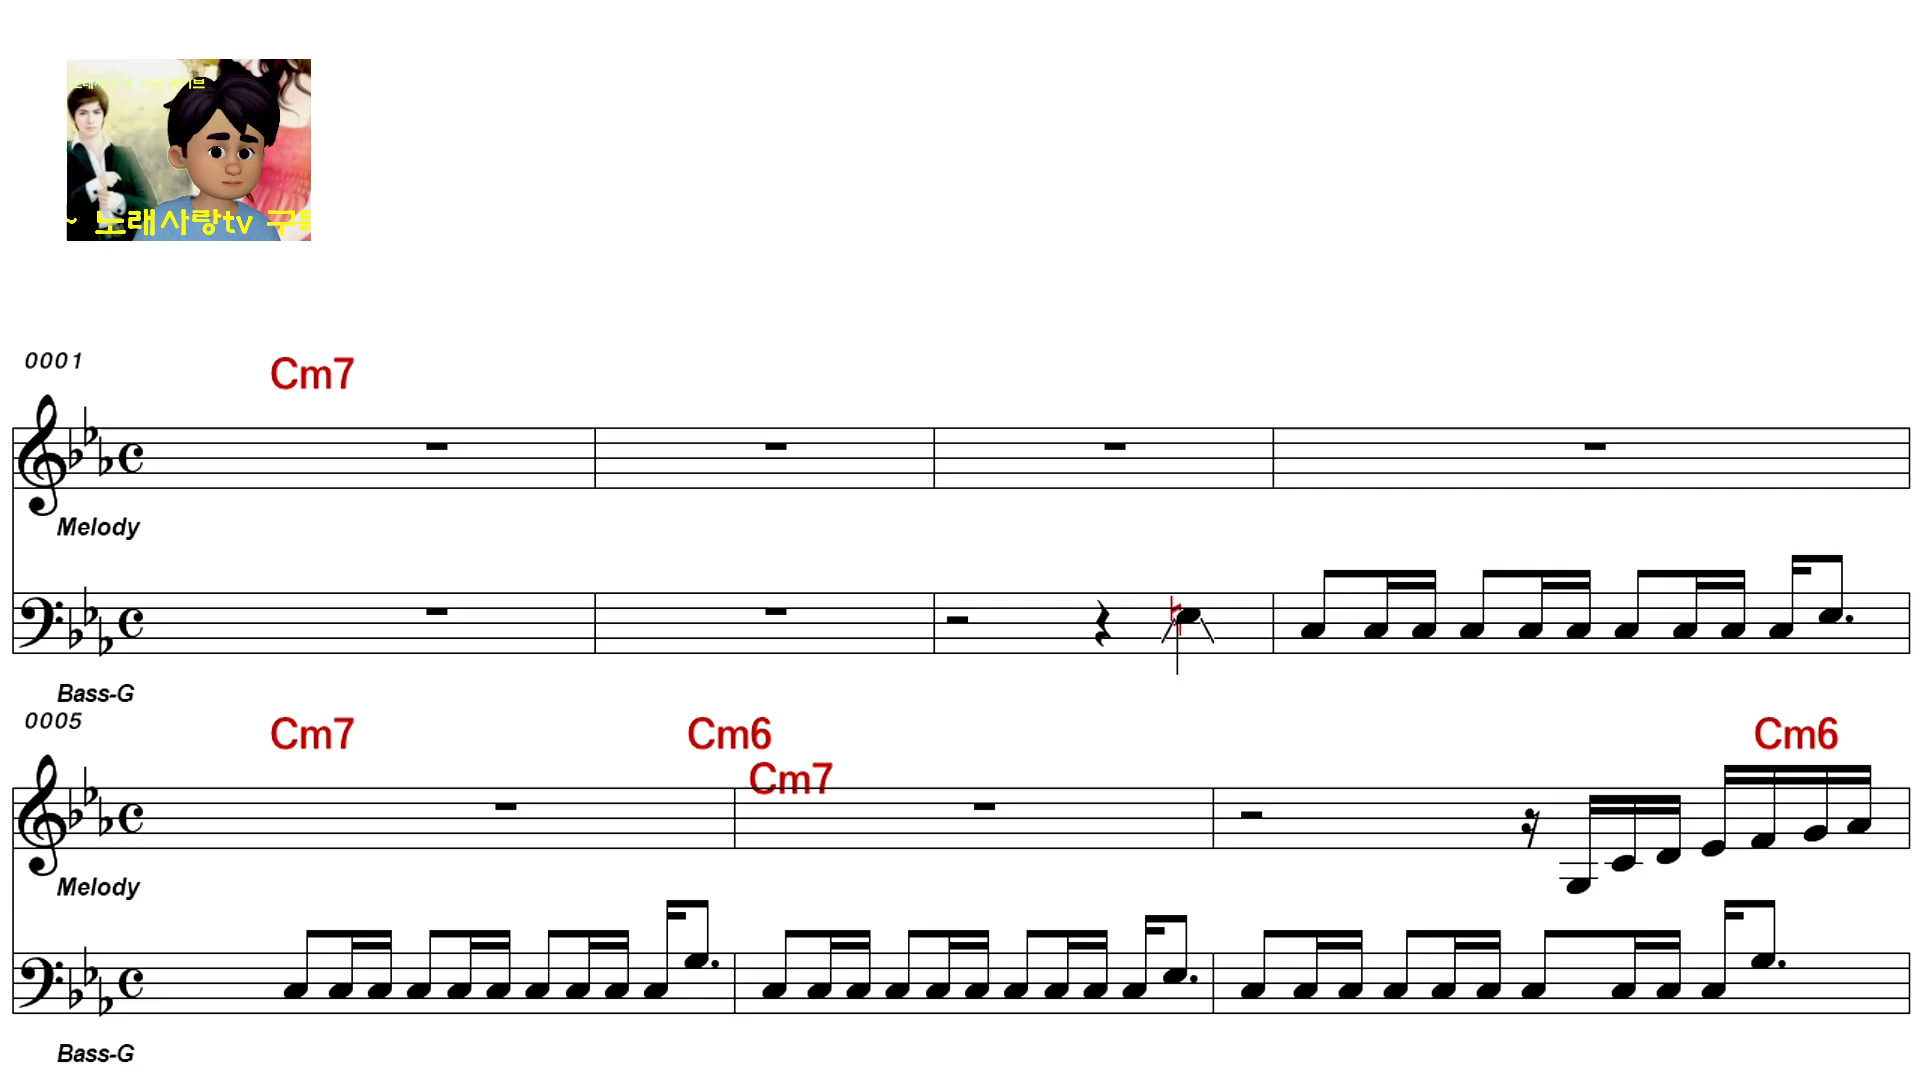 ~ 노래사랑tv
0001
Cm7
Melody
Bass-G
0005
Cm7 Cm6 Cm6
Cm7
Melody
Bass-G